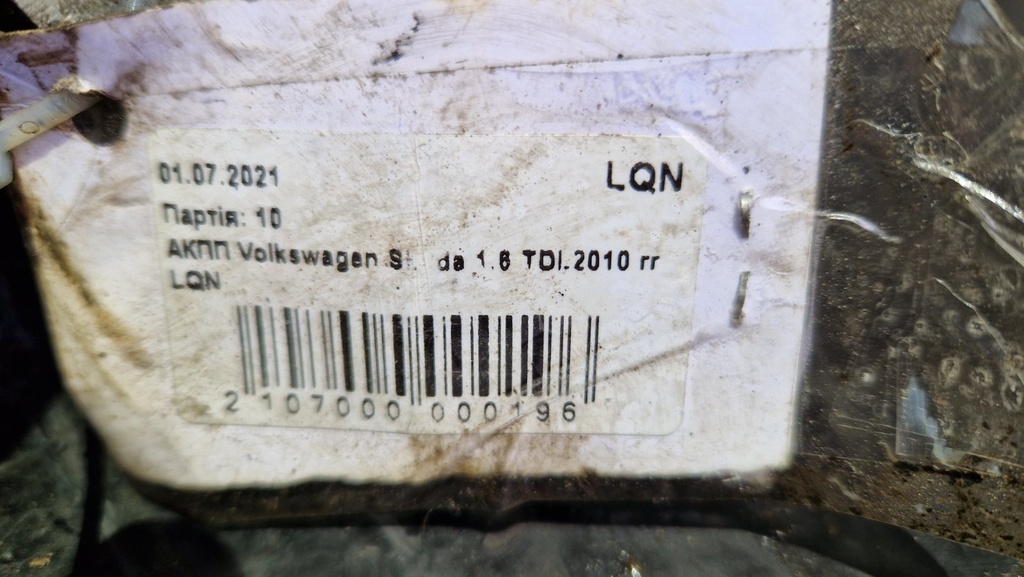 01.07.2021
LQN
Партія: 10
АКПП Volkswagen da 1.6 TDI.2010 гг
LQN
2 107000 000196